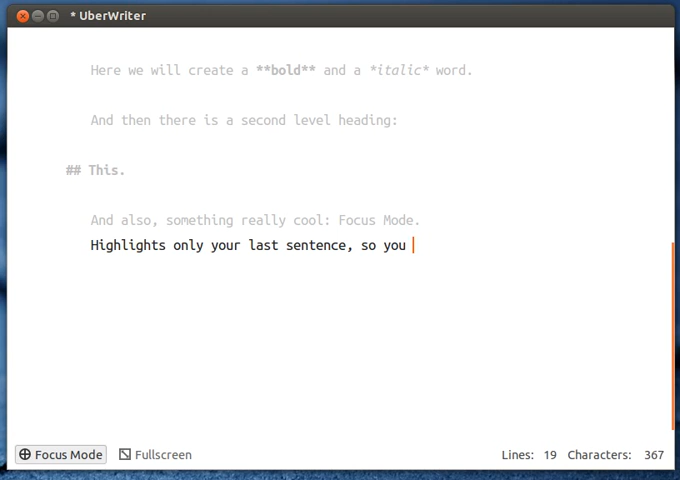 * UberWriter
Here we will create a **bold** and a *italic* word.
And then there is a second level heading:
## This.
And also, something really cool: Focus Mode.
Highlights only your last sentence, so you
Focus Mode Fullscreen Lines: 19 Characters: 367